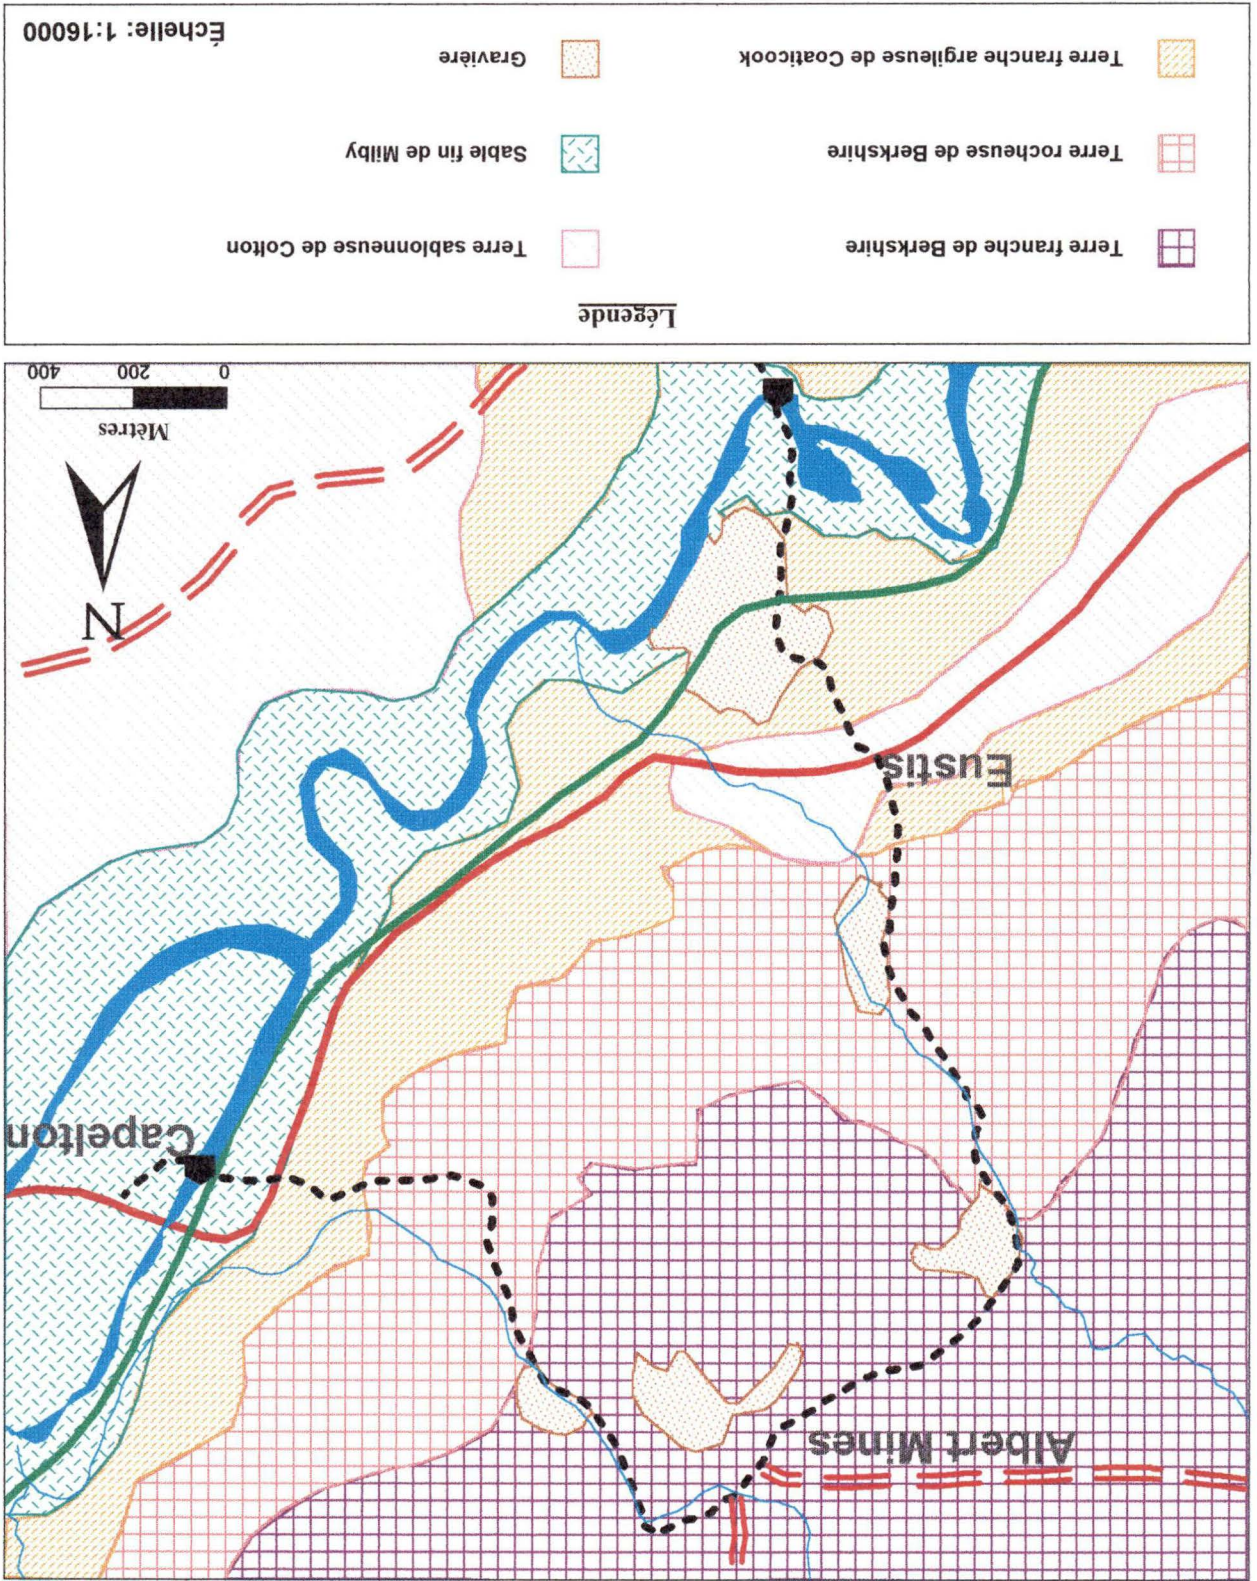 Albert Mines
Capelton
Eustis
N
Mètres
0 200 400
Légende
Terre franche de Berkshire
Terre sablonneuse de Colton
Terre rocheuse de Berkshire
Sable fin de Milby
Terre franche argileuse de Coaticook
Gravière
Échelle: 1:16000